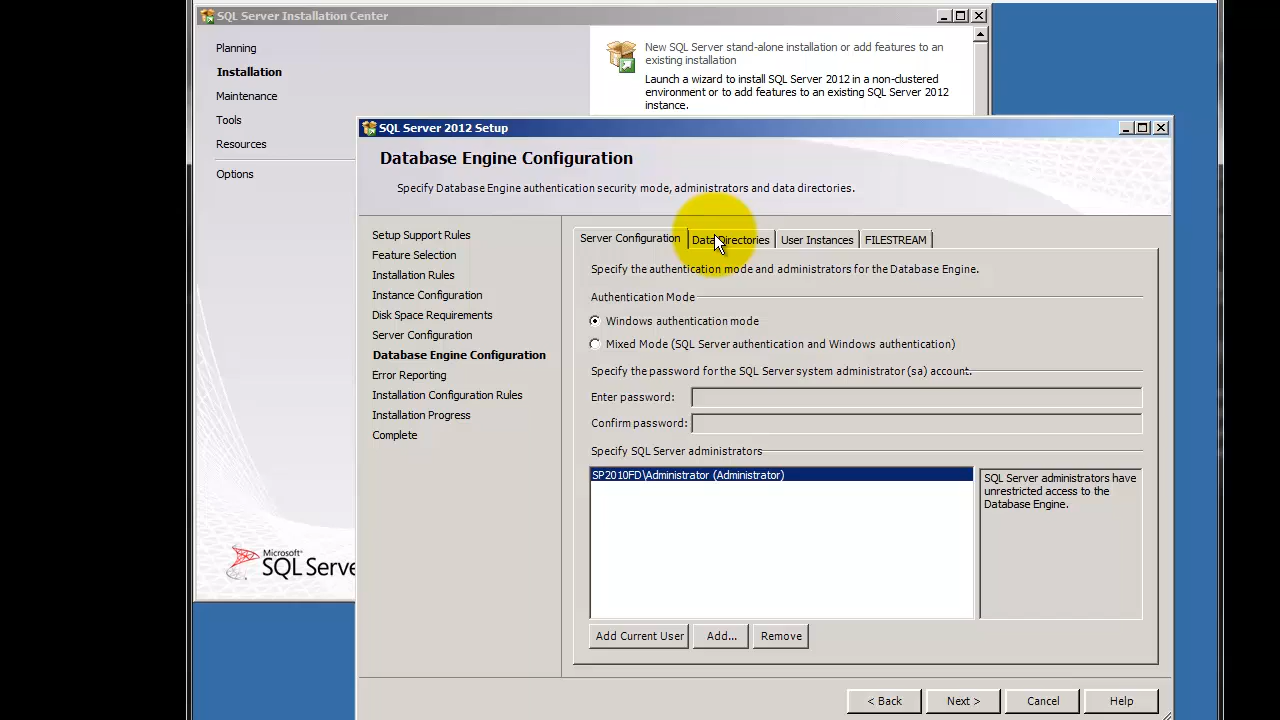 SQL Server Installation Center
Planning
Installation
Maintenance
Tools
Resources
Options
New SQL Server stand-alone installation or add features to an
existing installation
Launch a wizard to install SQL Server 2012 in a non-clustered
environment or to add features to an existing SQL Server 2012
instance.
Microsoft®
SQL Serve
SQL Server 2012 Setup
Database Engine Configuration
Specify Database Engine authentication security mode, administrators and data directories.
Setup Support Rules
Feature Selection
Installation Rules
Instance Configuration
Disk Space Requirements
Server Configuration
Database Engine Configuration
Error Reporting
Installation Configuration Rules
Installation Progress
Complete
Server Configuration Data Directories User Instances FILESTREAM
Specify the authentication mode and administrators for the Database Engine.
Authentication Mode
Windows authentication mode
Mixed Mode (SQL Server authentication and Windows authentication)
Specify the password for the SQL Server system administrator (sa) account.
Enter password:
Confirm password:
Specify SQL Server administrators
SP2010FD\Administrator (Administrator)
SQL Server administrators have
unrestricted access to the
Database Engine.
Add Current User Add... Remove
< Back Next > Cancel Help